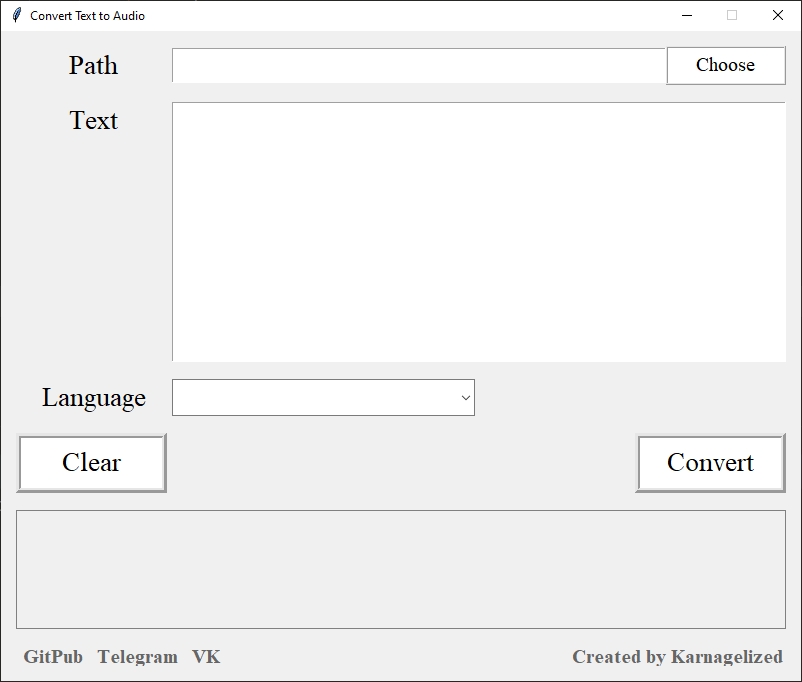 Convert Text to Audio
Path
Choose
Text
Language
Clear
Convert
GitPub Telegram VK
Created by Karnagelized